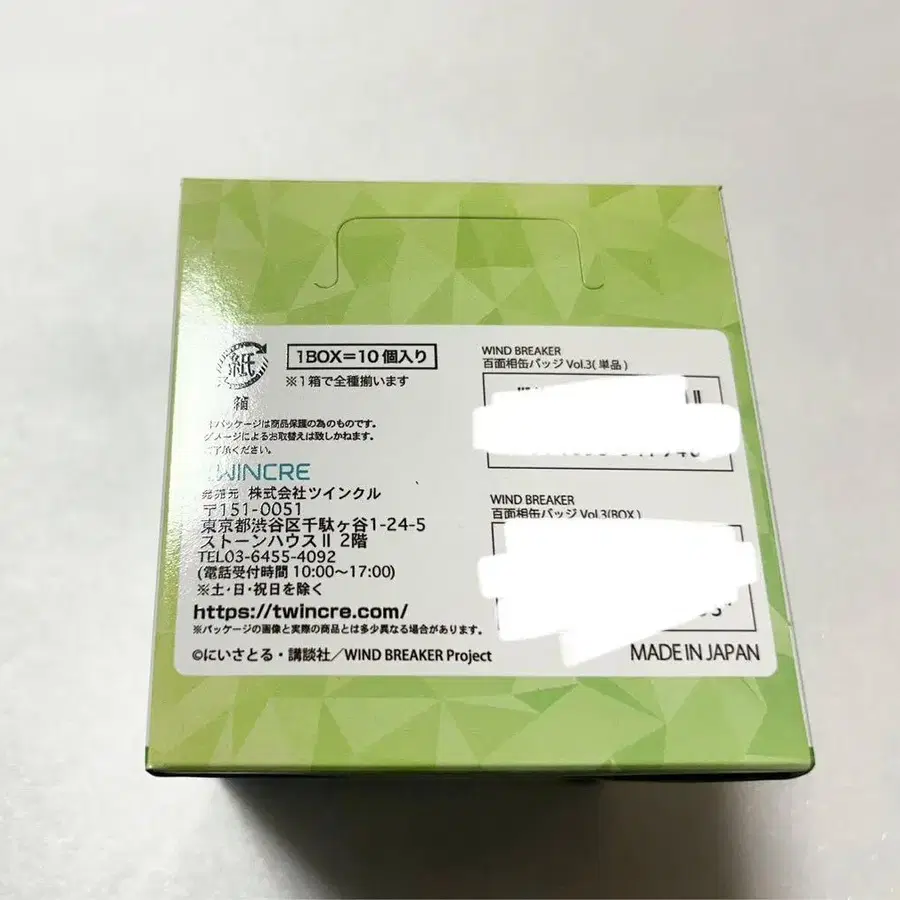 紙
箱
1BOX=10個入り
※1箱で全種揃います
パッケージは商品保護の為のものです。
ダメージによるお取替えは致しかねます。
ご了承ください。
TWINCRE
発売元 株式会社ツインクル
〒151-0051
東京都渋谷区千駄ヶ谷1-24-5
ストーンハウスⅡ 2階
TEL03-6455-4092
(電話受付時間 10:00～17:00)
※土・日・祝日を除く
https://twincre.com/
※パッケージの画像と実際の商品とは多少異なる場合があります。
©にいさとる・講談社／WIND BREAKER Project
WIND BREAKER
百面相缶バッジ Vol.3(単品)
WIND BREAKER
百面相缶バッジ Vol.3(BOX)
MADE IN JAPAN